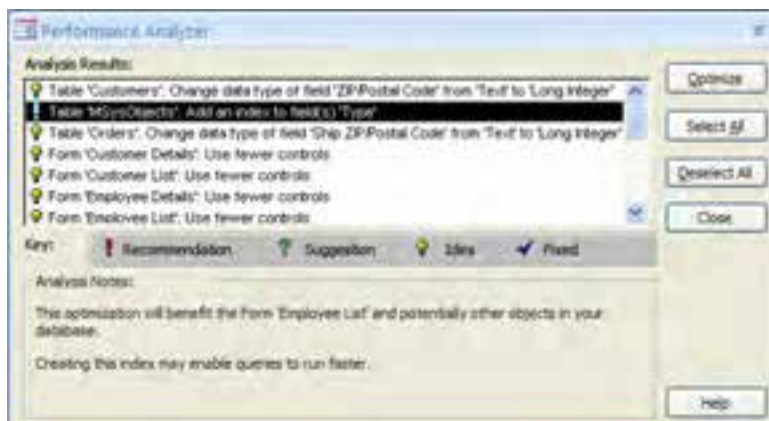 Performance Analyzer
Analysis Results:
Table 'Customers': Change data type of field 'ZIP/Postal Code' from 'Text' to 'Long Integer'
Table 'MSysObjects': Add an index to field(s) 'Type'
Table 'Orders': Change data type of field 'Ship ZIP/Postal Code' from 'Text' to 'Long Integer'
Form 'Customer Details': Use fewer controls
Form 'Customer List': Use fewer controls
Form 'Employee Details': Use fewer controls
Form 'Employee List': Use fewer controls
Optimize
Select All
Deselect All
Close
Key: Recommendation Suggestion Idea Fixed
Analysis Notes:
This optimization will benefit the Form 'Employee List' and potentially other objects in your
database.
Creating this index may enable queries to run faster.
Help